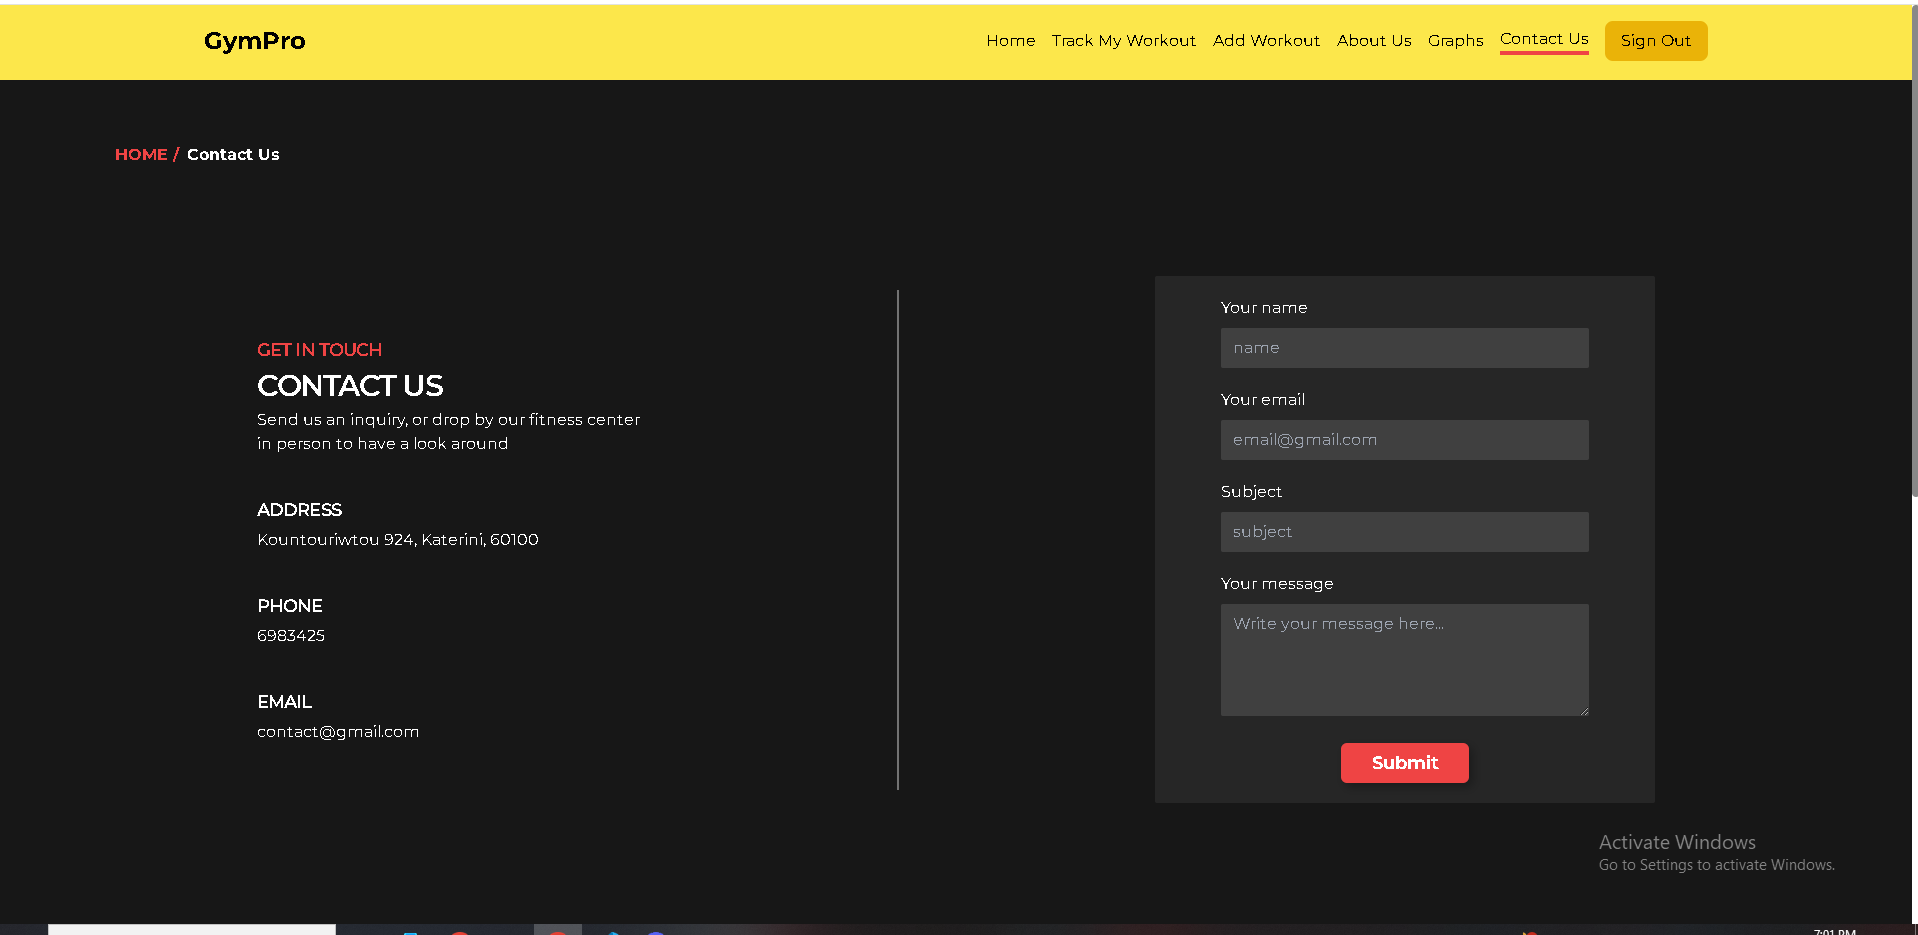 GymPro
Home Track My Workout Add Workout About Us Graphs Contact Us Sign Out
HOME / Contact Us
GET IN TOUCH
CONTACT US
Send us an inquiry, or drop by our fitness center
in person to have a look around
ADDRESS
Kountouriwtou 924, Katerini, 60100
PHONE
6983425
EMAIL
contact@gmail.com
Your name
name
Your email
email@gmail.com
Subject
subject
Your message
Write your message here...
Submit
Activate Windows
Go to Settings to activate Windows.
7:01 PM